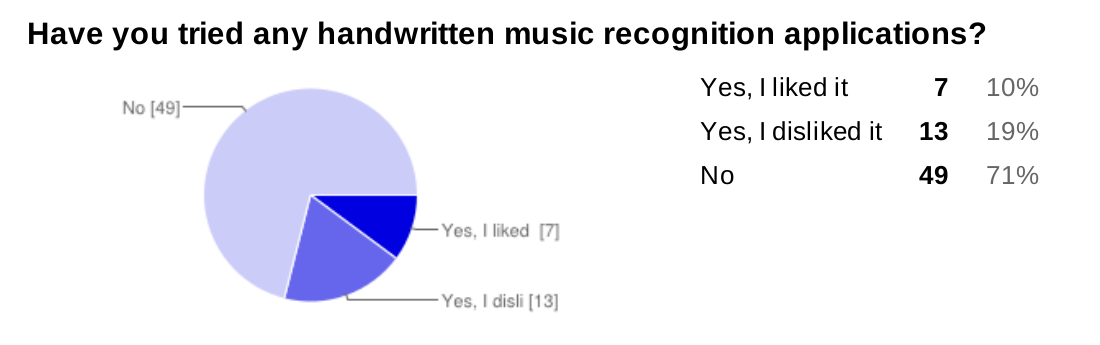 Have you tried any handwritten music recognition applications?
No [49]
Yes, I liked [7]
Yes, I disli [13]
Yes, I liked it 7 10%
Yes, I disliked it 13 19%
No 49 71%